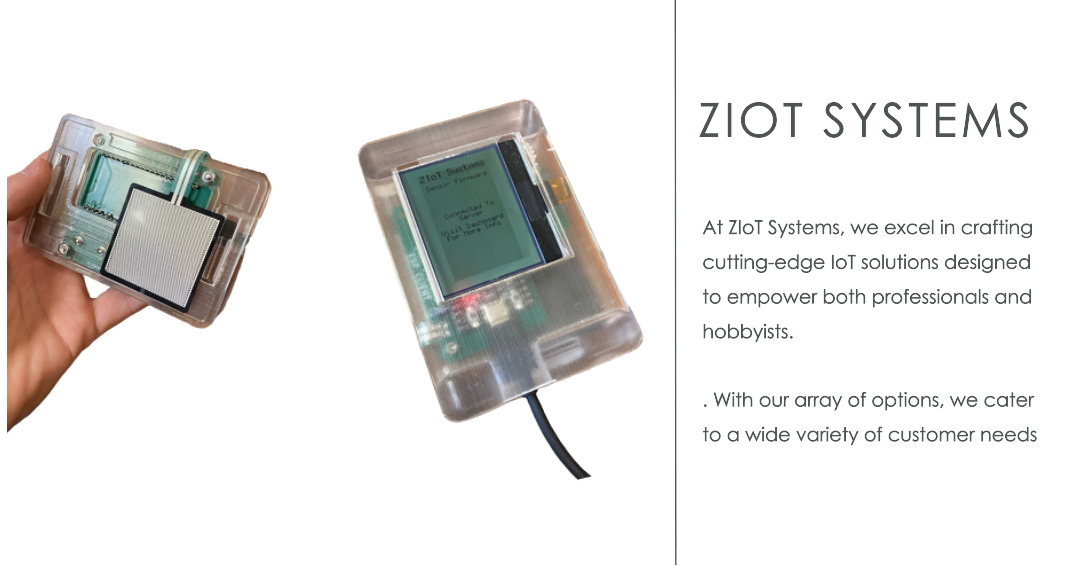 ZIoT Systems
Sensor Firmware
Connected To
Server
Visit Dashboard
For More Info
ZIOT SYSTEMS
At ZIoT Systems, we excel in crafting
cutting-edge IoT solutions designed
to empower both professionals and
hobbyists.
. With our array of options, we cater
to a wide variety of customer needs